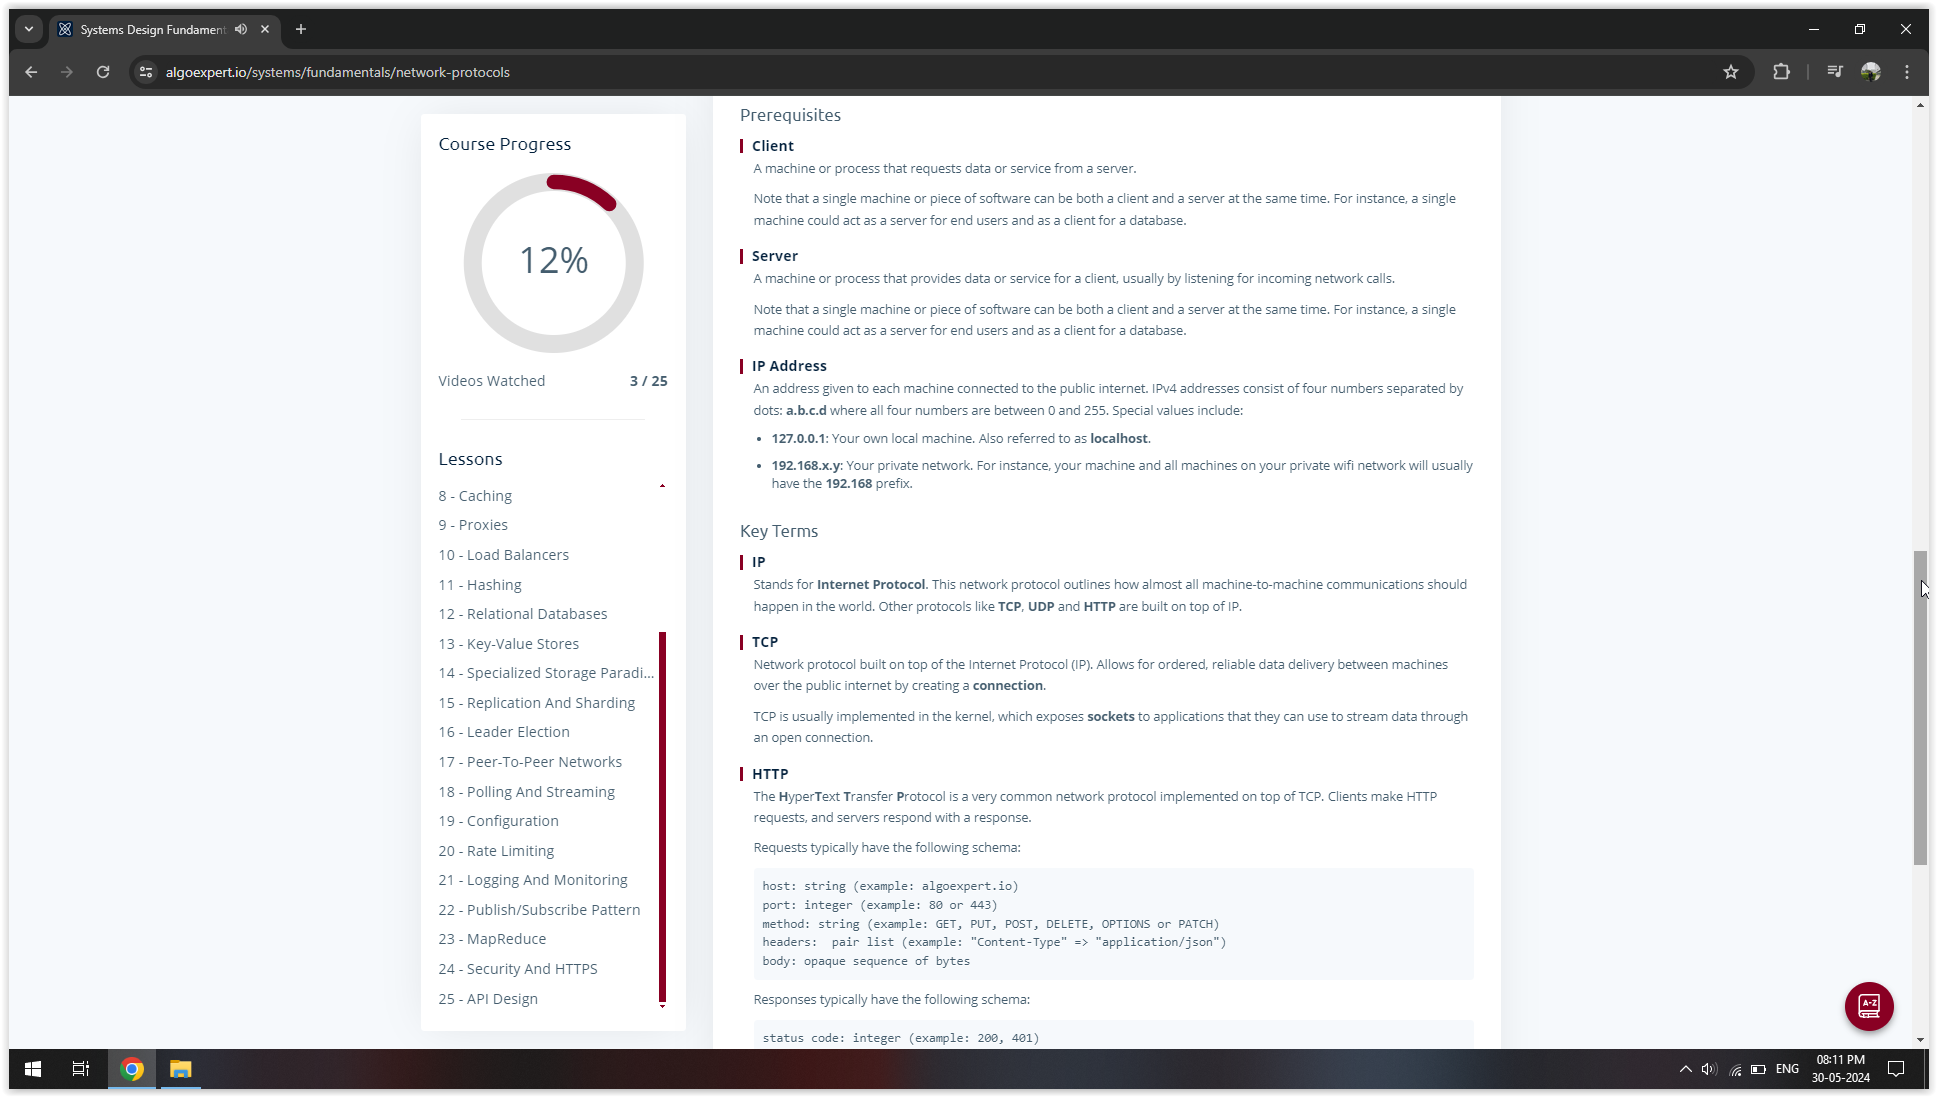 Systems Design Fundament
algoexpert.io/systems/fundamentals/network-protocols
Course Progress
12%
Videos Watched 3 / 25
Lessons
8 - Caching
9 - Proxies
10 - Load Balancers
11 - Hashing
12 - Relational Databases
13 - Key-Value Stores
14 - Specialized Storage Paradi...
15 - Replication And Sharding
16 - Leader Election
17 - Peer-To-Peer Networks
18 - Polling And Streaming
19 - Configuration
20 - Rate Limiting
21 - Logging And Monitoring
22 - Publish/Subscribe Pattern
23 - MapReduce
24 - Security And HTTPS
25 - API Design
Prerequisites
Client
A machine or process that requests data or service from a server.
Note that a single machine or piece of software can be both a client and a server at the same time. For instance, a single
machine could act as a server for end users and as a client for a database.
Server
A machine or process that provides data or service for a client, usually by listening for incoming network calls.
Note that a single machine or piece of software can be both a client and a server at the same time. For instance, a single
machine could act as a server for end users and as a client for a database.
IP Address
An address given to each machine connected to the public internet. IPv4 addresses consist of four numbers separated by
dots: a.b.c.d where all four numbers are between 0 and 255. Special values include:
• 127.0.0.1: Your own local machine. Also referred to as localhost.
• 192.168.x.y: Your private network. For instance, your machine and all machines on your private wifi network will usually
have the 192.168 prefix.
Key Terms
IP
Stands for Internet Protocol. This network protocol outlines how almost all machine-to-machine communications should
happen in the world. Other protocols like TCP, UDP and HTTP are built on top of IP.
TCP
Network protocol built on top of the Internet Protocol (IP). Allows for ordered, reliable data delivery between machines
over the public internet by creating a connection.
TCP is usually implemented in the kernel, which exposes sockets to applications that they can use to stream data through
an open connection.
HTTP
The HyperText Transfer Protocol is a very common network protocol implemented on top of TCP. Clients make HTTP
requests, and servers respond with a response.
Requests typically have the following schema:
host: string (example: algoexpert.io)
port: integer (example: 80 or 443)
method: string (example: GET, PUT, POST, DELETE, OPTIONS or PATCH)
headers:  pair list (example: "Content-Type" => "application/json")
body: opaque sequence of bytes
Responses typically have the following schema:
status code: integer (example: 200, 401)
A-Z
ENG
08:11 PM
30-05-2024